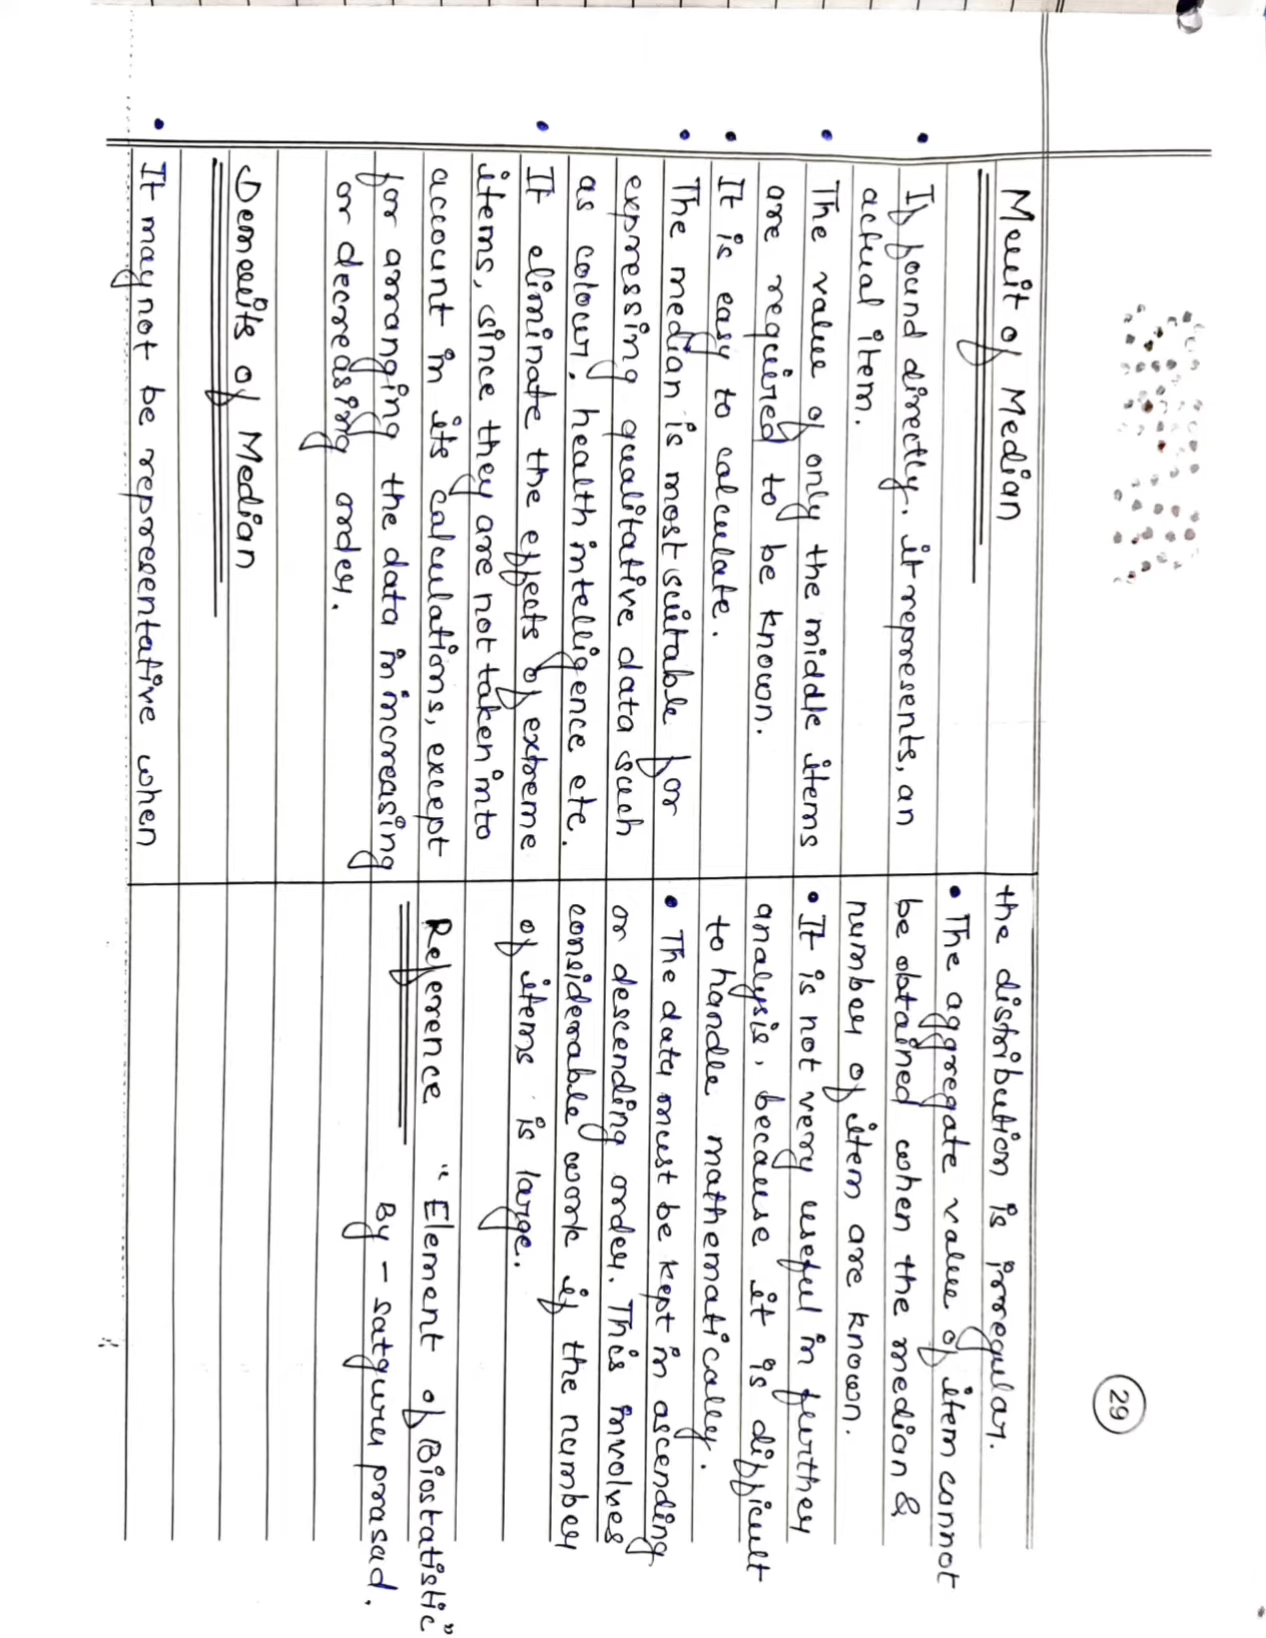 29
Merit of Median
• If found directly, it represents, an
actual item.
• The value of only the middle items
are required to be known.
• It is easy to calculate.
• The median is most suitable for
expressing qualitative data such
as colour, health intelligence etc.
• It eliminate the effects of extreme
items, since they are not taken into
account in its calculations, except
for arranging the data in increasing
or decreasing order.
Demerits of Median
• It may not be representative when
the distribution is irregular.
• The aggregate value of item cannot
be obtained when the median &
number of item are known.
• It is not very useful in further
analysis, because it is difficult
to handle mathematically.
• The data must be kept in ascending
or descending order. This involves
considerable work if the number
of items is large.
Reference "Element of Biostatistic"
By - satguru prasad.